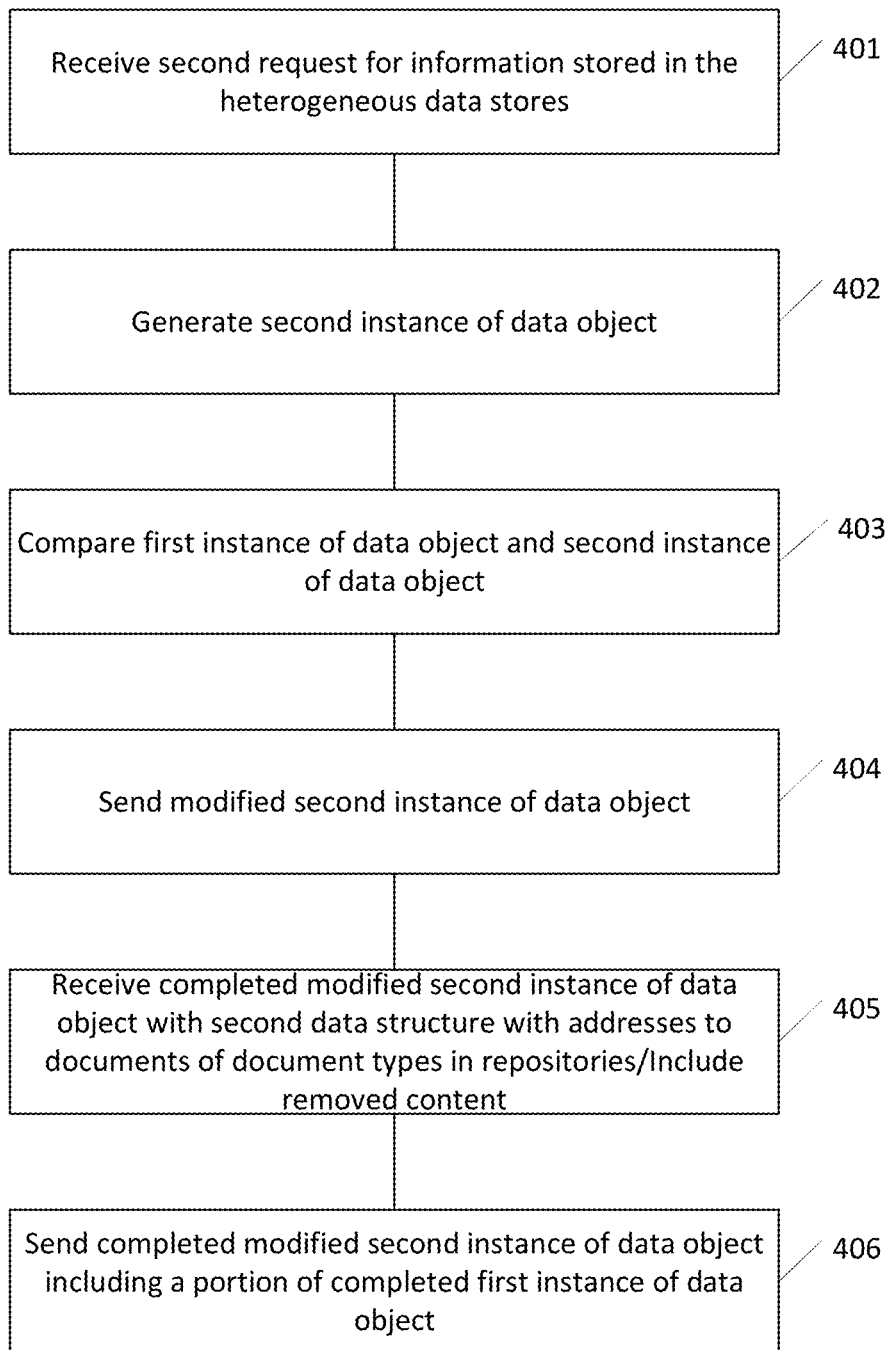 Receive second request for information stored in the
heterogeneous data stores
401
Generate second instance of data object
402
Compare first instance of data object and second instance
of data object
403
Send modified second instance of data object
404
Receive completed modified second instance of data
object with second data structure with addresses to
documents of document types in repositories/Include
removed content
405
Send completed modified second instance of data object
including a portion of completed first instance of data
object
406